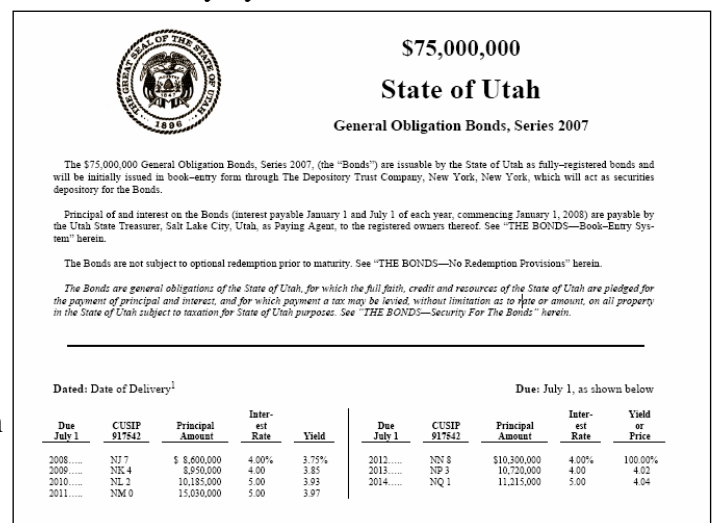 THE GREAT SEAL OF THE STATE OF UTAH
1896
$75,000,000
State of Utah
General Obligation Bonds, Series 2007
The $75,000,000 General Obligation Bonds, Series 2007, (the “Bonds”) are issuable by the State of Utah as fully–registered bonds and
will be initially issued in book–entry form through The Depository Trust Company, New York, New York, which will act as securities
depository for the Bonds.
Principal of and interest on the Bonds (interest payable January 1 and July 1 of each year, commencing January 1, 2008) are payable by
the Utah State Treasurer, Salt Lake City, Utah, as Paying Agent, to the registered owners thereof. See “THE BONDS—Book–Entry Sys-
tem” herein.
The Bonds are not subject to optional redemption prior to maturity. See “THE BONDS—No Redemption Provisions” herein.
The Bonds are general obligations of the State of Utah, for which the full faith, credit and resources of the State of Utah are pledged for
the payment of principal and interest, and for which payment a tax may be levied, without limitation as to rate or amount, on all property
in the State of Utah subject to taxation for State of Utah purposes. See “THE BONDS—Security For The Bonds” herein.
Dated: Date of Delivery1 Due: July 1, as shown below
Due July 1 CUSIP 917542 Principal Amount Inter-est Rate Yield
2008..... NJ 7 $ 8,600,000 4.00% 3.75%
2009..... NK 4 8,950,000 4.00 3.85
2010..... NL 2 10,185,000 5.00 3.93
2011..... NM 0 15,030,000 5.00 3.97
Due July 1 CUSIP 917542 Principal Amount Inter-est Rate Yield or Price
2012..... NN 8 $10,300,000 4.00% 100.00%
2013..... NP 3 10,720,000 4.00 4.02
2014..... NQ 1 11,215,000 5.00 4.04